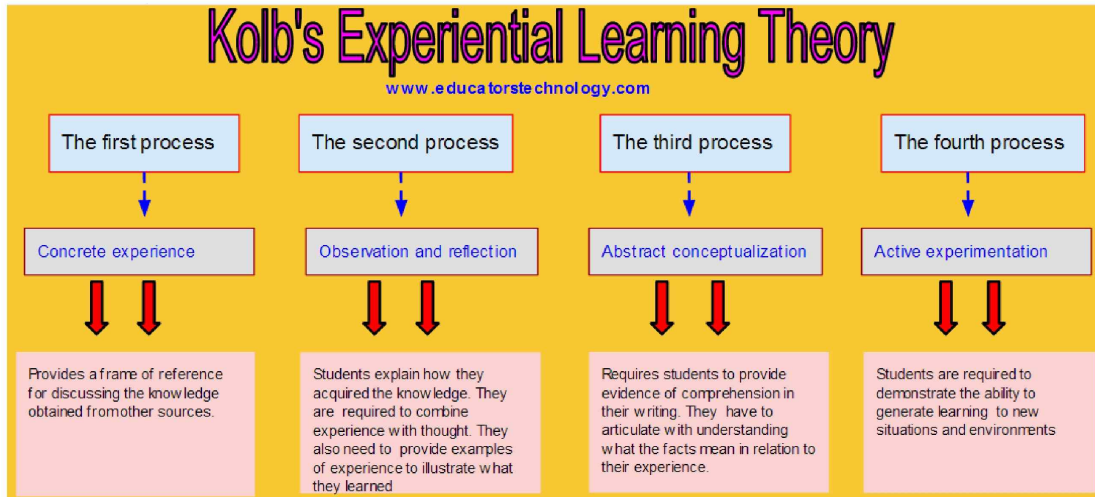 Kolb's Experiential Learning Theory
www.educatorstechnology.com
The first process
Concrete experience
Provides a frame of reference
for discussing the knowledge
obtained from other sources.
The second process
Observation and reflection
Students explain how they
acquired the knowledge. They
are required to combine
experience with thought. They
also need to provide examples
of experience to illustrate what
they learned
The third process
Abstract conceptualization
Requires students to provide
evidence of comprehension in
their writing. They have to
articulate with understanding
what the facts mean in relation to
their experience.
The fourth process
Active experimentation
Students are required to
demonstrate the ability to
generate learning to new
situations and environments